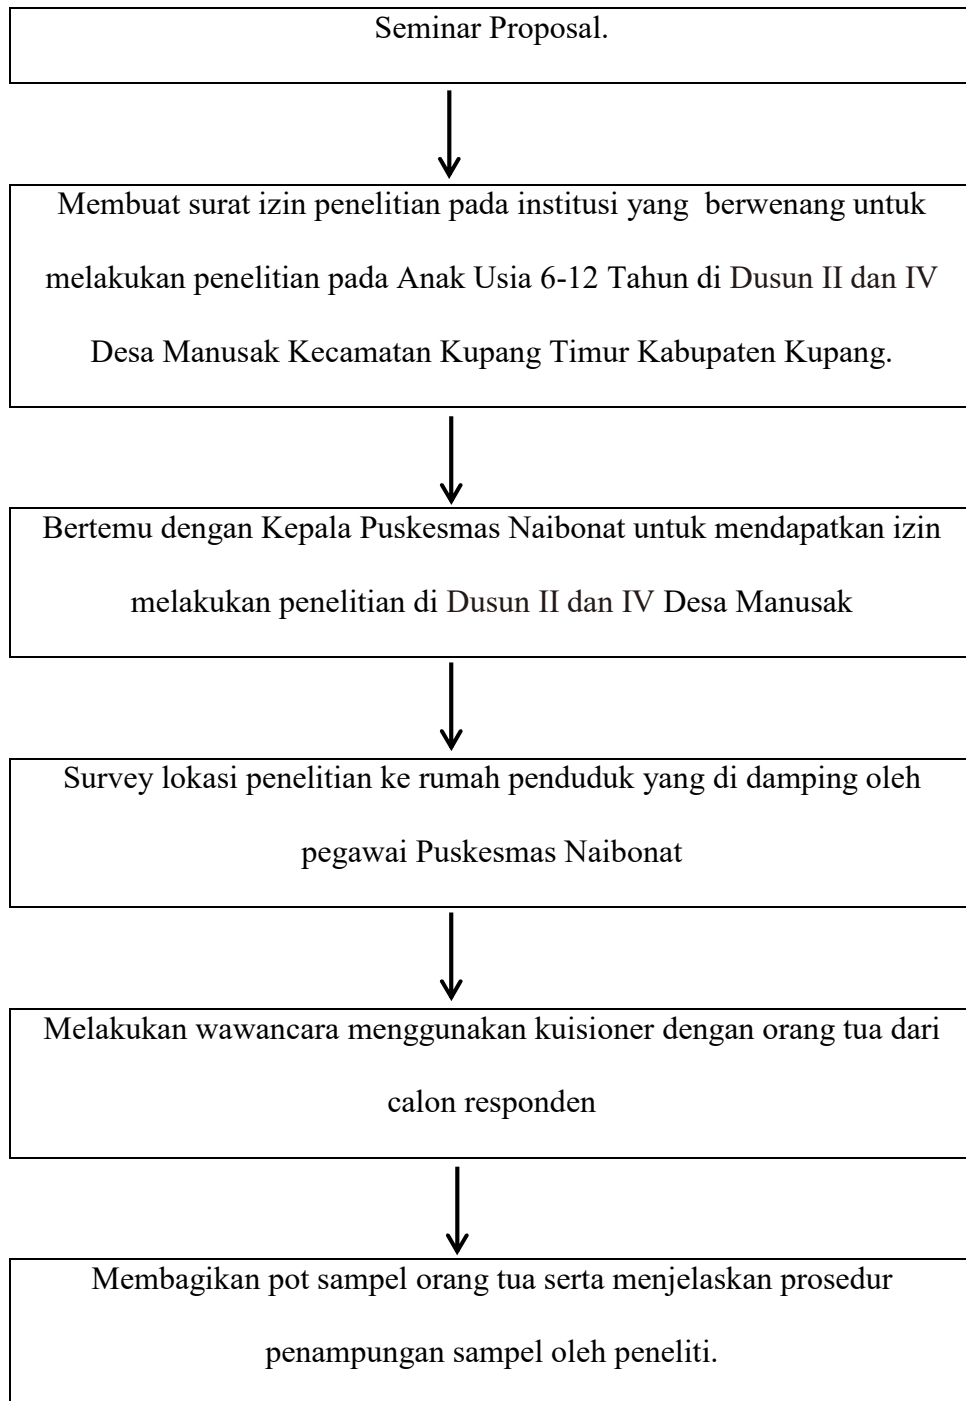 Seminar Proposal.
Membuat surat izin penelitian pada institusi yang berwenang untuk
melakukan penelitian pada Anak Usia 6-12 Tahun di Dusun II dan IV
Desa Manusak Kecamatan Kupang Timur Kabupaten Kupang.
Bertemu dengan Kepala Puskesmas Naibonat untuk mendapatkan izin
melakukan penelitian di Dusun II dan IV Desa Manusak
Survey lokasi penelitian ke rumah penduduk yang di damping oleh
pegawai Puskesmas Naibonat
Melakukan wawancara menggunakan kuisioner dengan orang tua dari
calon responden
Membagikan pot sampel orang tua serta menjelaskan prosedur
penampungan sampel oleh peneliti.